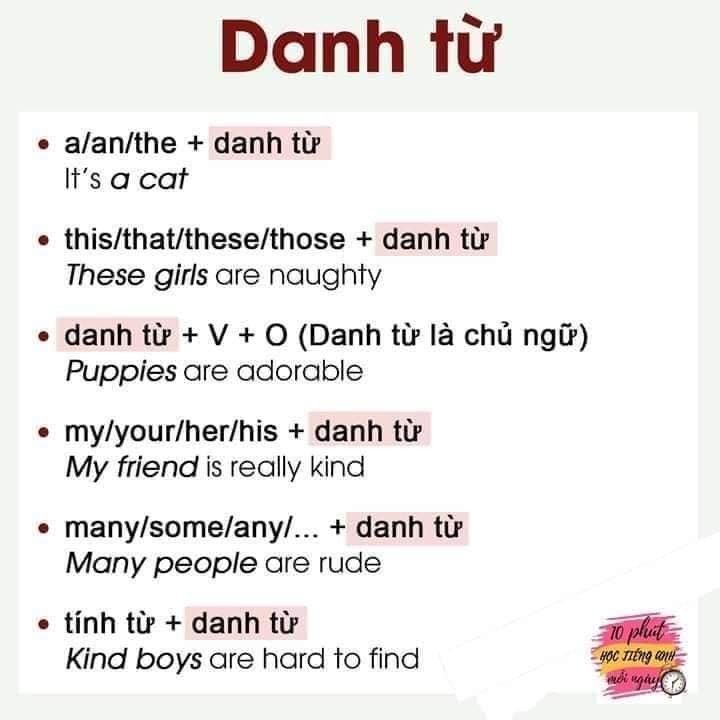 Danh từ
• a/an/the + danh từ
It's a cat
• this/that/these/those + danh từ
These girls are naughty
• danh từ + V + O (Danh từ là chủ ngữ)
Puppies are adorable
• my/your/her/his + danh từ
My friend is really kind
• many/some/any/... + danh từ
Many people are rude
• tính từ + danh từ
Kind boys are hard to find
10 phút
HỌC TIẾNG ANH
mỗi ngày